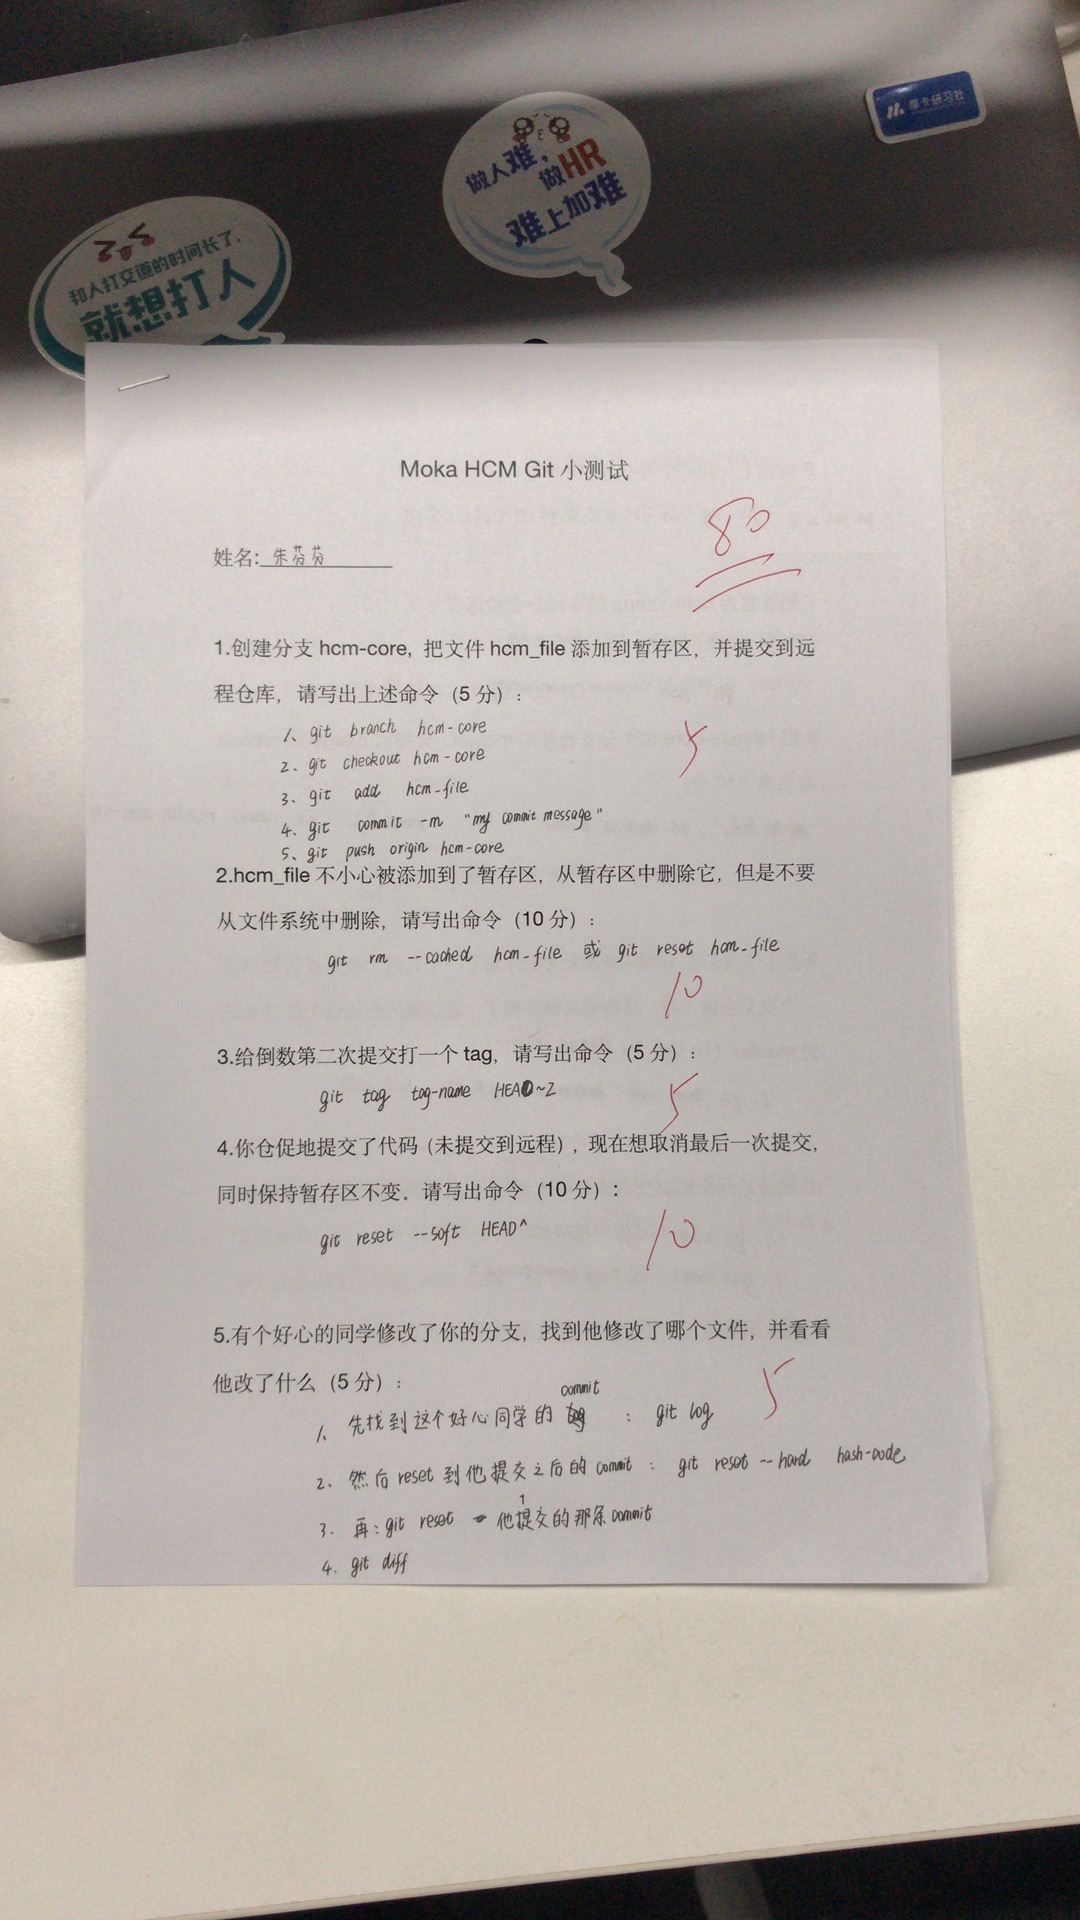 摩卡研习社
做人难，
做HR
难上加难
和人打交道的时间长了，
就想打人
Moka HCM Git 小测试
80
姓名: 朱芬芬
1.创建分支 hcm-core，把文件 hcm_file 添加到暂存区，并提交到远
程仓库，请写出上述命令（5 分）：
1、git branch hcm-core
5
2、git checkout hcm-core
3、git add hcm-file
4、git commit -m "my commit message"
5、git push origin hcm-core
2.hcm_file 不小心被添加到了暂存区，从暂存区中删除它，但是不要
从文件系统中删除，请写出命令（10 分）：
git rm --cached hcm-file 或 git reset hcm-file
10
3.给倒数第二次提交打一个 tag，请写出命令（5 分）：
git tag tag-name HEAD~2
5
4.你仓促地提交了代码（未提交到远程），现在想取消最后一次提交，
同时保持暂存区不变。请写出命令（10 分）：
git reset --soft HEAD^
10
5.有个好心的同学修改了你的分支，找到他修改了哪个文件，并看看
他改了什么（5 分）：
5
1、先找到这个好心同学的 commit ：git log
2、然后 reset 到他提交之后的 commit ：git reset --hard hash-code
3. 再：git reset 他提交的那条commit
4. git diff